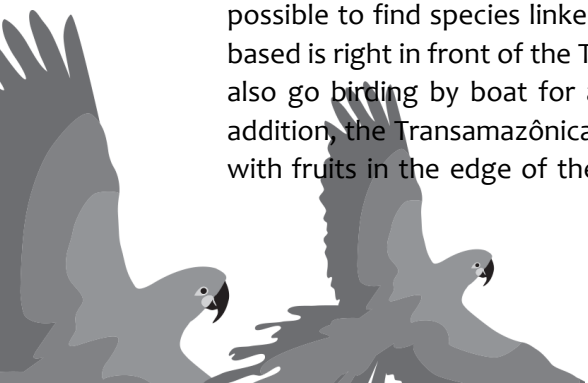 possible to find species linke
based is right in front of the T
also go birding by boat for a
addition, the Transamazônica
with fruits in the edge of the